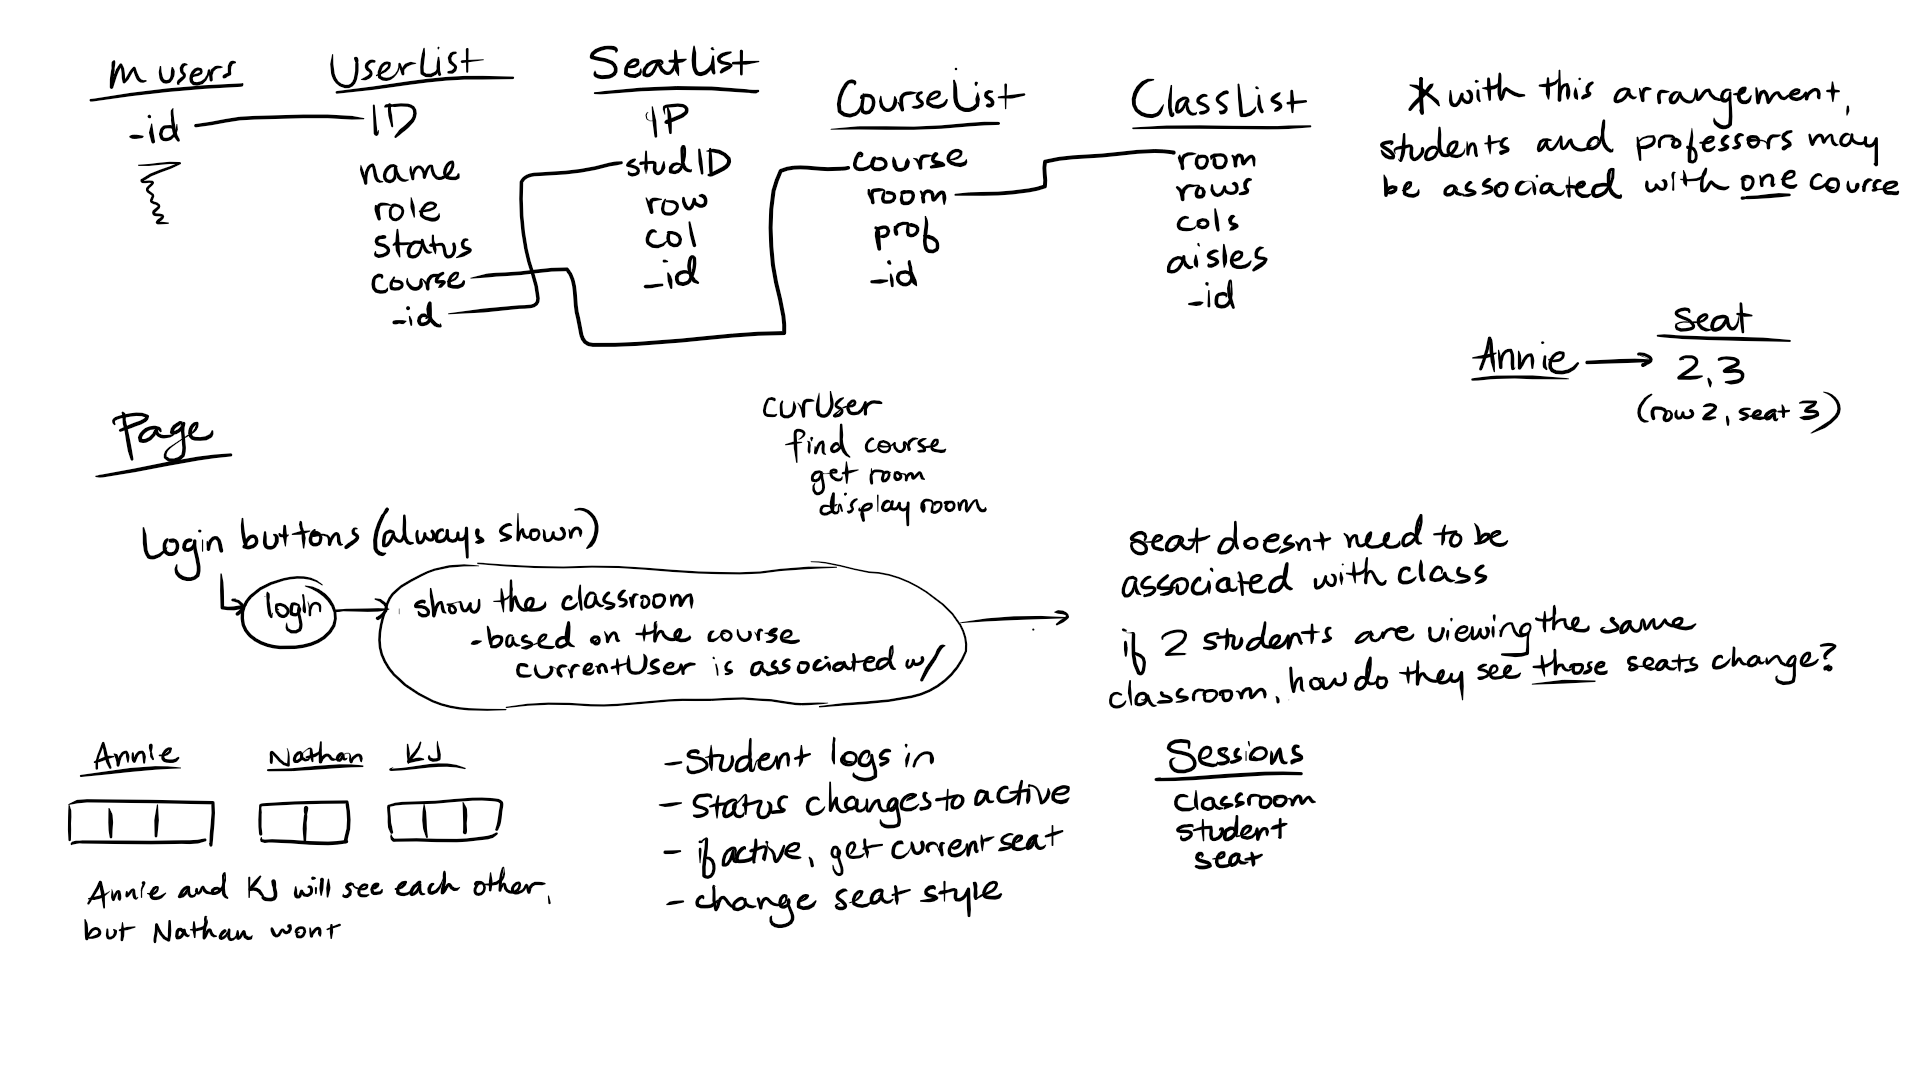 m users
-id
UserList
ID
name
role
status
course
-id
SeatList
IP
studID
row
col
-id
CourseList
course
room
prof
-id
ClassList
room
rows
cols
aisles
-id
*with this arrangement,
students and professors may
be associated with one course
Seat
Annie → 2,3
(row 2, seat 3)
Page
curUser
find course
get room
display room
Login buttons (always shown)
login
show the classroom
-based on the course
currentUser is associated w/
seat doesnt need to be
associated with class
if 2 students are viewing the same
classroom, how do they see those seats change?
Annie Nathan KJ
Annie and KJ will see each other,
but Nathan wont
-Student logs in
- Status changes to active
- if active, get current seat
- change seat style
Sessions
classroom
student
seat